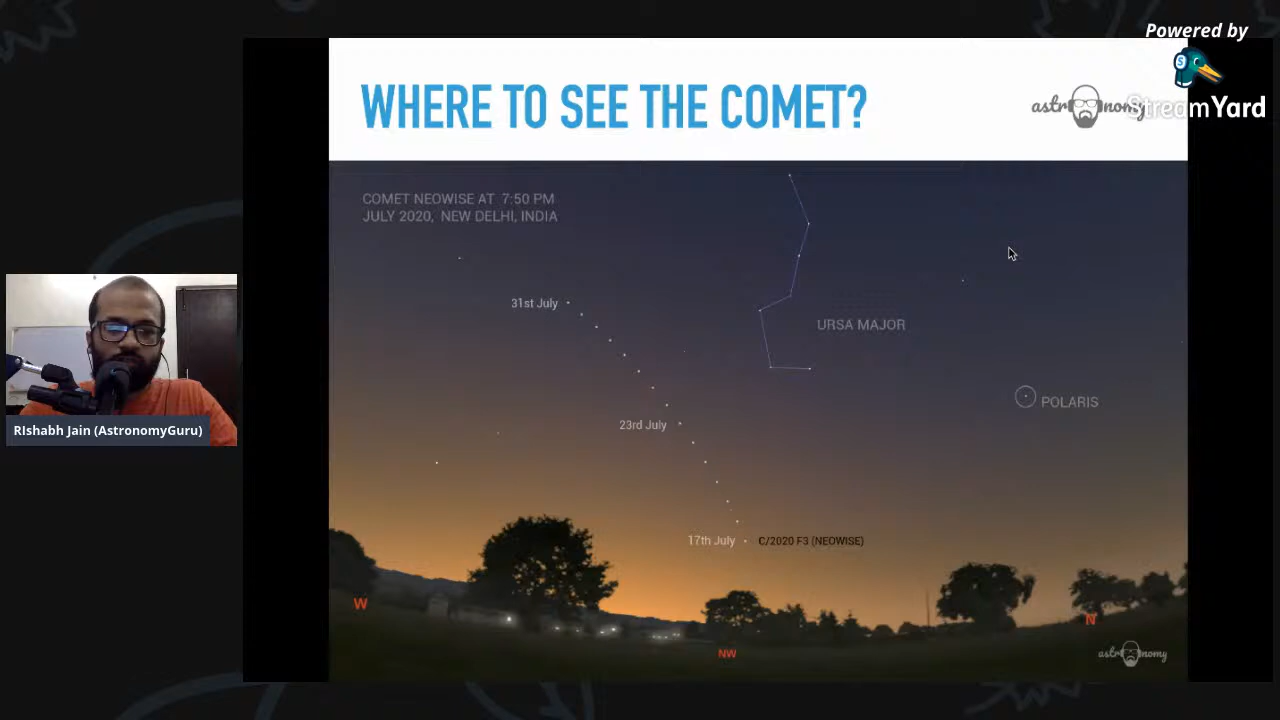 Powered by
StreamYard
WHERE TO SEE THE COMET?
astronomy
COMET NEOWISE AT 7:50 PM
JULY 2020, NEW DELHI, INDIA
31st July
URSA MAJOR
POLARIS
23rd July
RIshabh Jain (AstronomyGuru)
17th July
C/2020 F3 (NEOWISE)
W
N
NW
astronomy